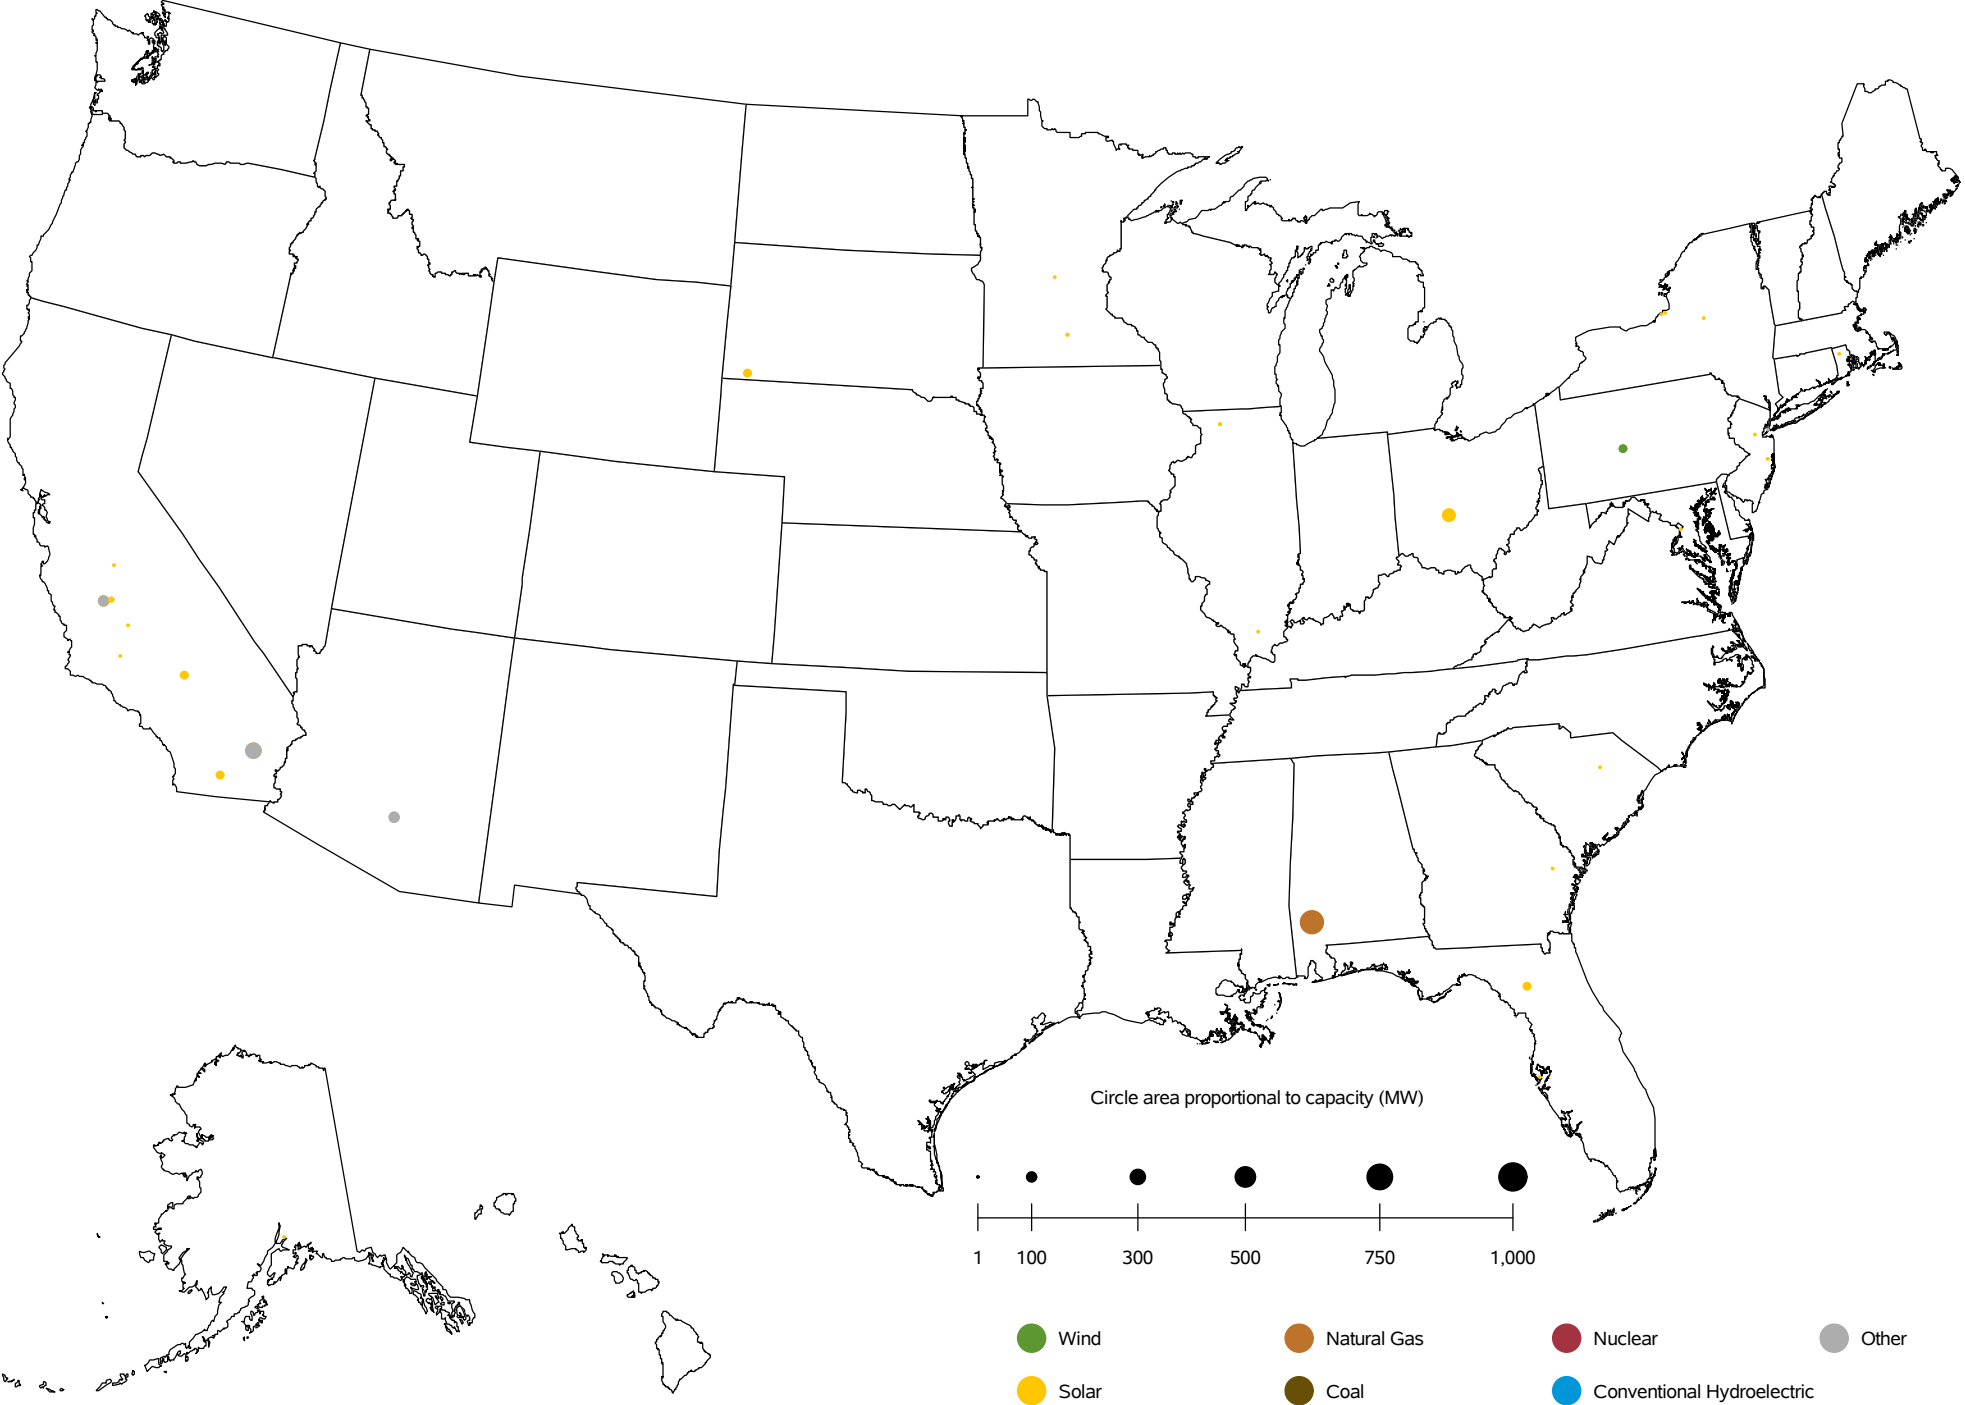 Circle area proportional to capacity (MW)
1 100 300 500 750 1,000
Wind Natural Gas Nuclear Other
Solar Coal Conventional Hydroelectric